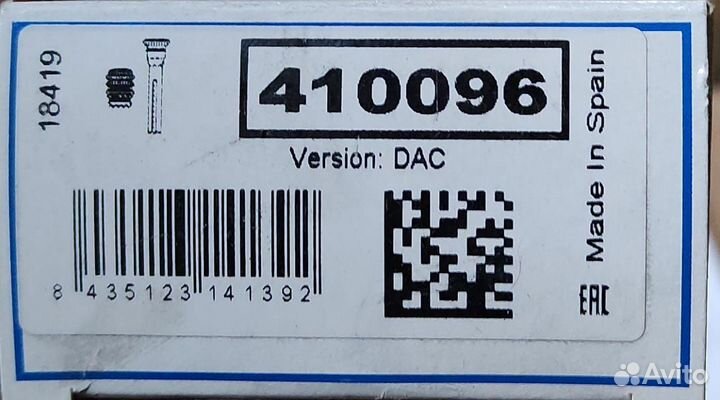 18419
410096
Version: DAC
8 435123 141392
Made In Spain
EAC
Avito